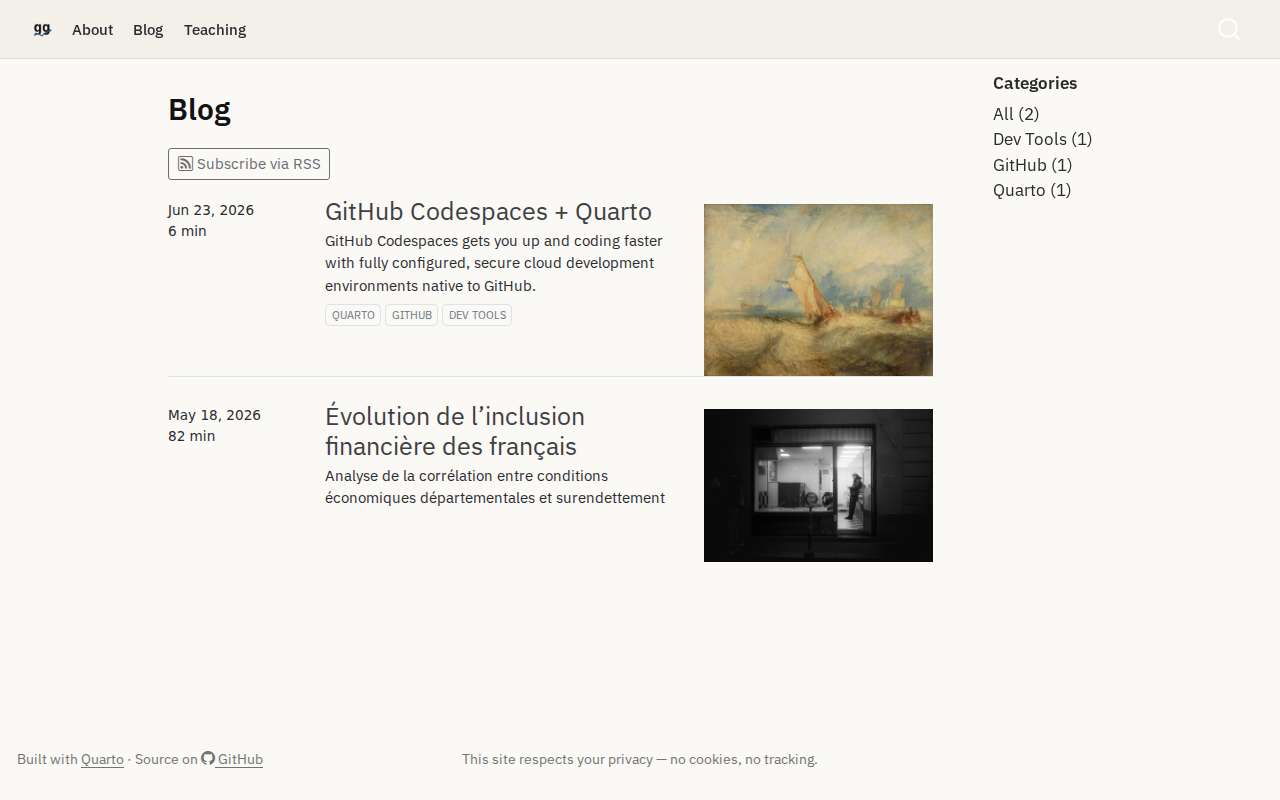 gg About Blog Teaching
Blog
Subscribe via RSS
Jun 23, 2026
6 min
GitHub Codespaces + Quarto
GitHub Codespaces gets you up and coding faster
with fully configured, secure cloud development
environments native to GitHub.
QUARTO GITHUB DEV TOOLS
May 18, 2026
82 min
Évolution de l’inclusion
financière des français
Analyse de la corrélation entre conditions
économiques départementales et surendettement
Categories
All (2)
Dev Tools (1)
GitHub (1)
Quarto (1)
Built with Quarto · Source on GitHub
This site respects your privacy — no cookies, no tracking.